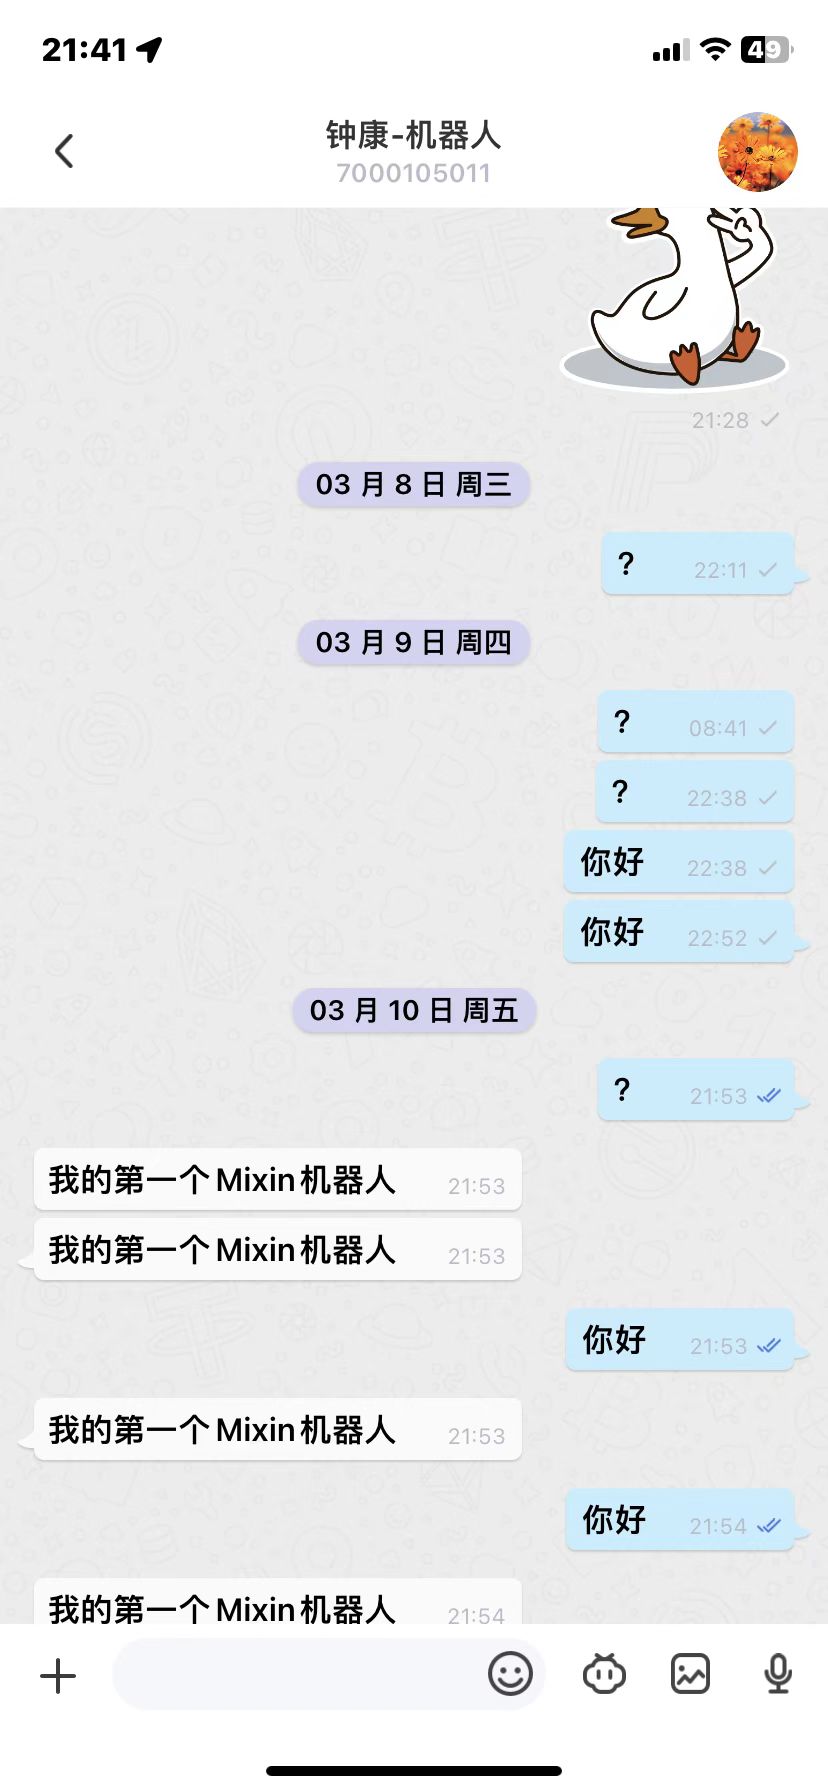 21:41
49
钟康-机器人
7000105011
21:28
03 月 8 日 周三
? 22:11
03 月 9 日 周四
? 08:41
? 22:38
你好 22:38
你好 22:52
03 月 10 日 周五
? 21:53
我的第一个Mixin机器人 21:53
我的第一个Mixin机器人 21:53
你好 21:53
我的第一个Mixin机器人 21:53
你好 21:54
我的第一个Mixin机器人 21:54